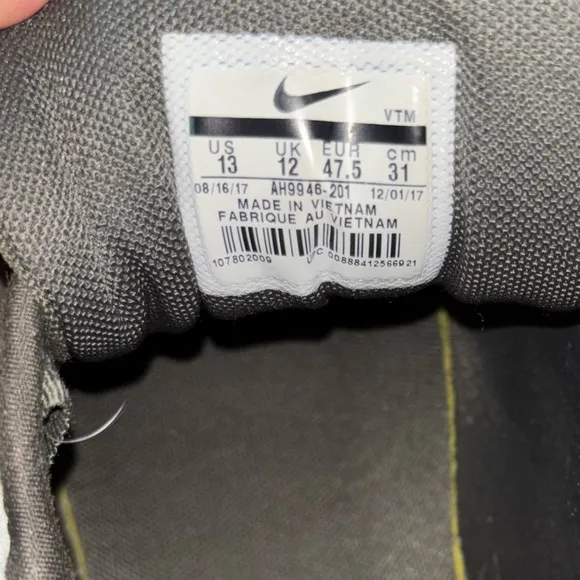 VTM
US UK EUR cm
13 12 47.5 31
08/16/17 AH9946-201 12/01/17
MADE IN VIETNAM
FABRIQUE AU VIETNAM
107802009 UPC 00888412566921